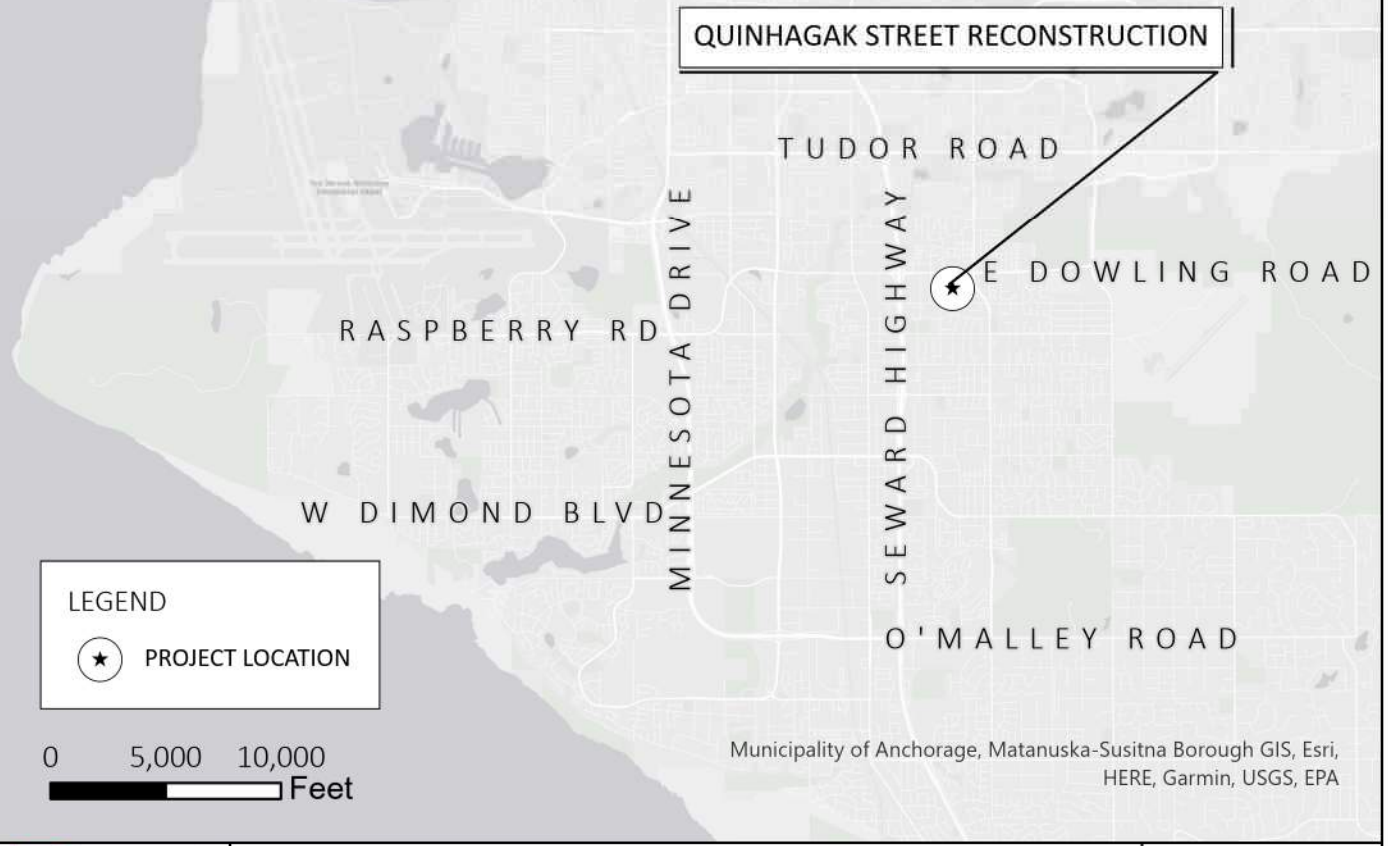 QUINHAGAK STREET RECONSTRUCTION
TUDOR ROAD
MINNESOTA DRIVE
SEWARD HIGHWAY
E DOWLING ROAD
RASPBERRY RD
W DIMOND BLVD
O'MALLEY ROAD
LEGEND
PROJECT LOCATION
0 5,000 10,000
Feet
Municipality of Anchorage, Matanuska-Susitna Borough GIS, Esri,
HERE, Garmin, USGS, EPA